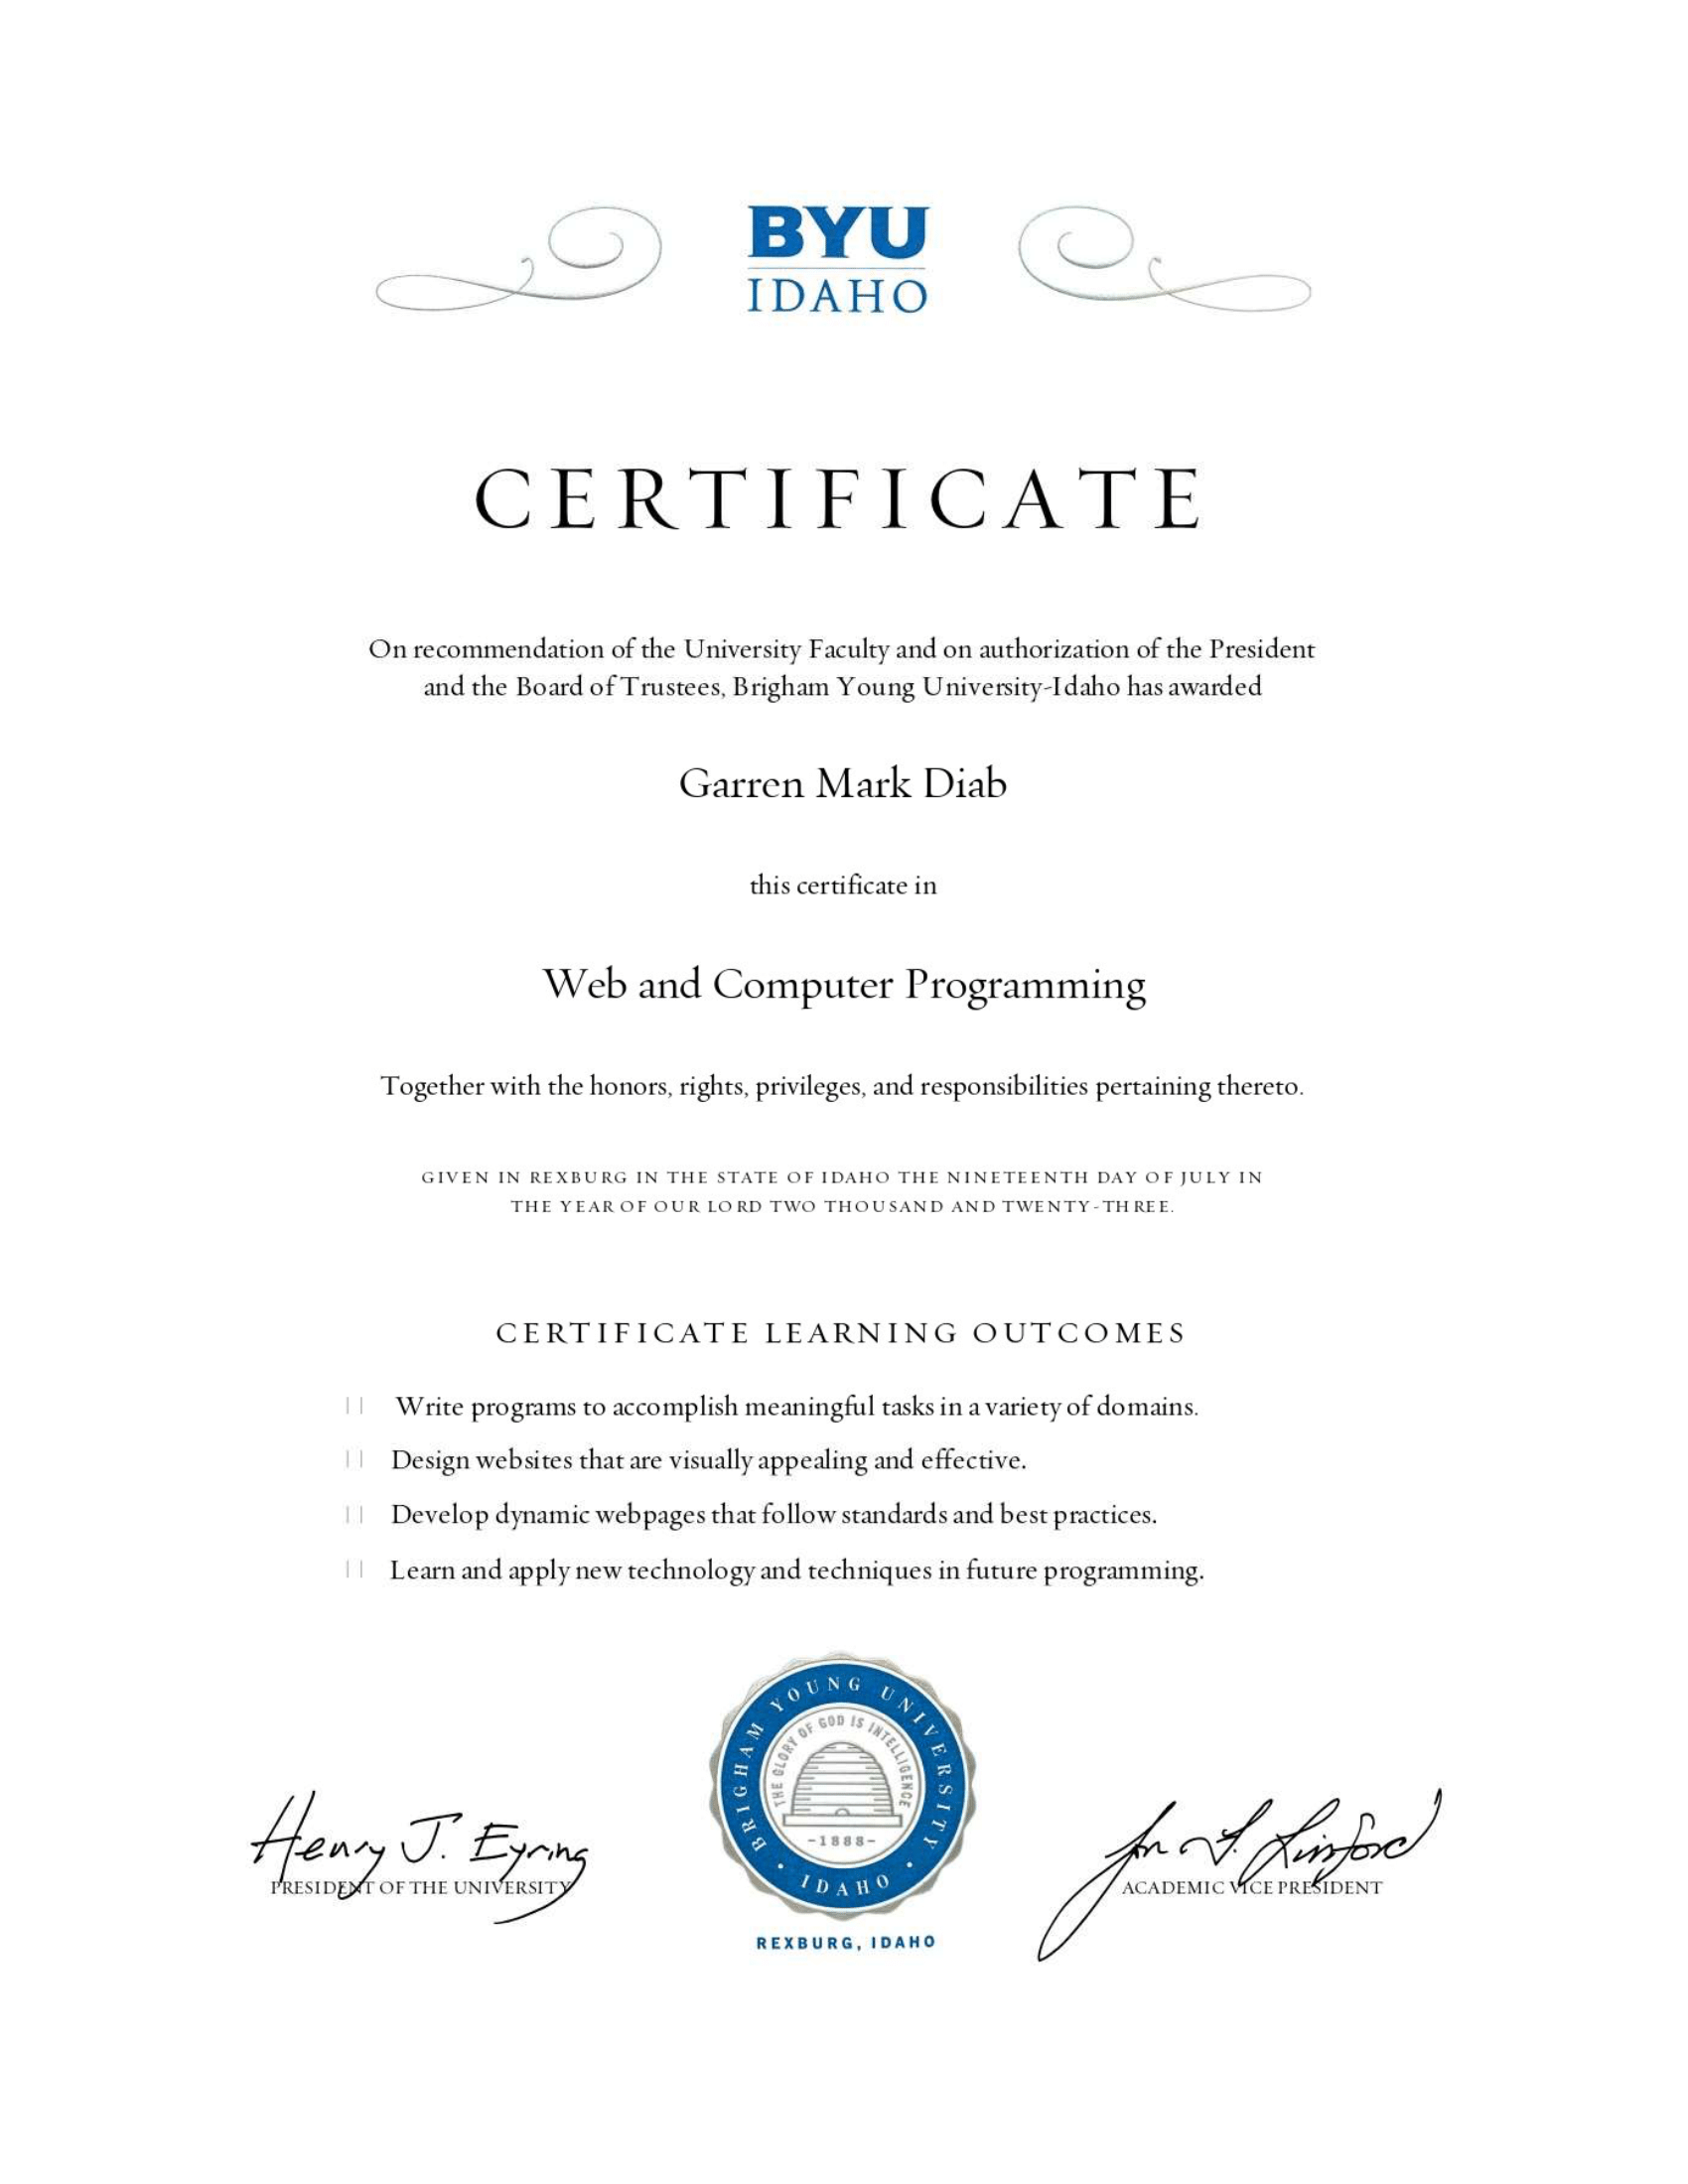 BYU
IDAHO
CERTIFICATE
On recommendation of the University Faculty and on authorization of the President
and the Board of Trustees, Brigham Young University-Idaho has awarded
Garren Mark Diab
this certificate in
Web and Computer Programming
Together with the honors, rights, privileges, and responsibilities pertaining thereto.
GIVEN IN REXBURG IN THE STATE OF IDAHO THE NINETEENTH DAY OF JULY IN
THE YEAR OF OUR LORD TWO THOUSAND AND TWENTY-THREE.
CERTIFICATE LEARNING OUTCOMES
Write programs to accomplish meaningful tasks in a variety of domains.
Design websites that are visually appealing and effective.
Develop dynamic webpages that follow standards and best practices.
Learn and apply new technology and techniques in future programming.
BRIGHAM YOUNG UNIVERSITY
THE GLORY OF GOD IS INTELLIGENCE
-1888-
• IDAHO •
Henry J. Eyring
PRESIDENT OF THE UNIVERSITY
Jon J. Linford
ACADEMIC VICE PRESIDENT
REXBURG, IDAHO